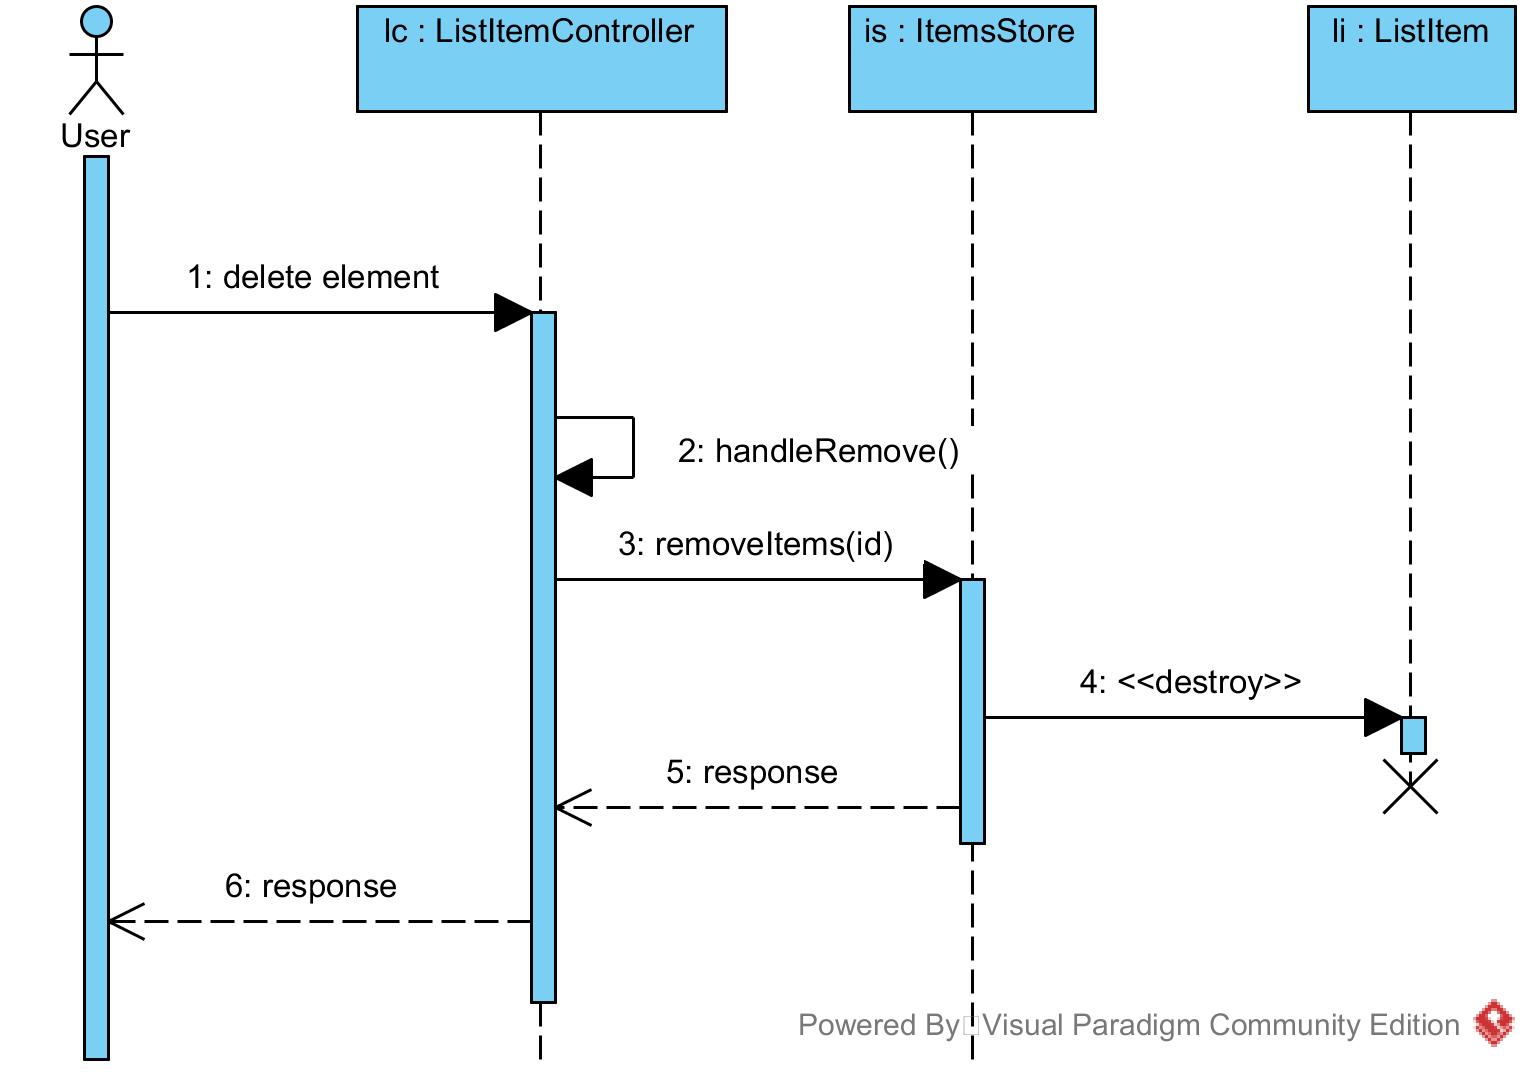 lc : ListItemController
is : ItemsStore
li : ListItem
User
1: delete element
2: handleRemove()
3: removeItems(id)
4: <<destroy>>
5: response
6: response
Powered By Visual Paradigm Community Edition